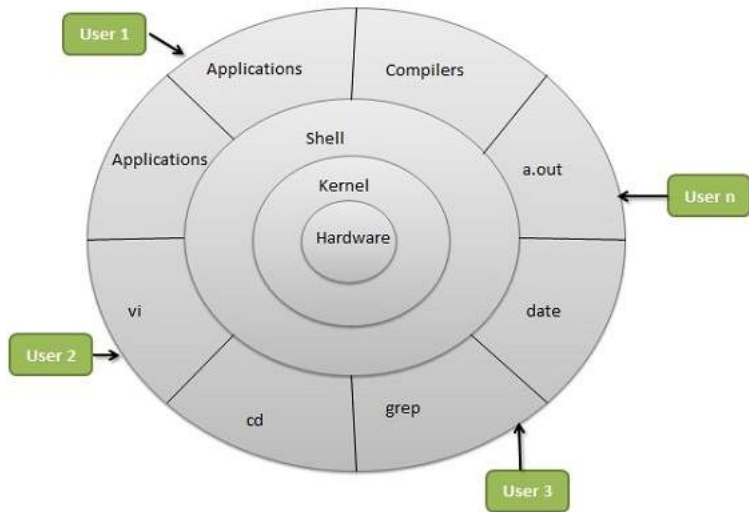 User 1
Applications
Compilers
Shell
Applications
a.out
Kernel
User n
Hardware
vi
date
User 2
cd
grep
User 3